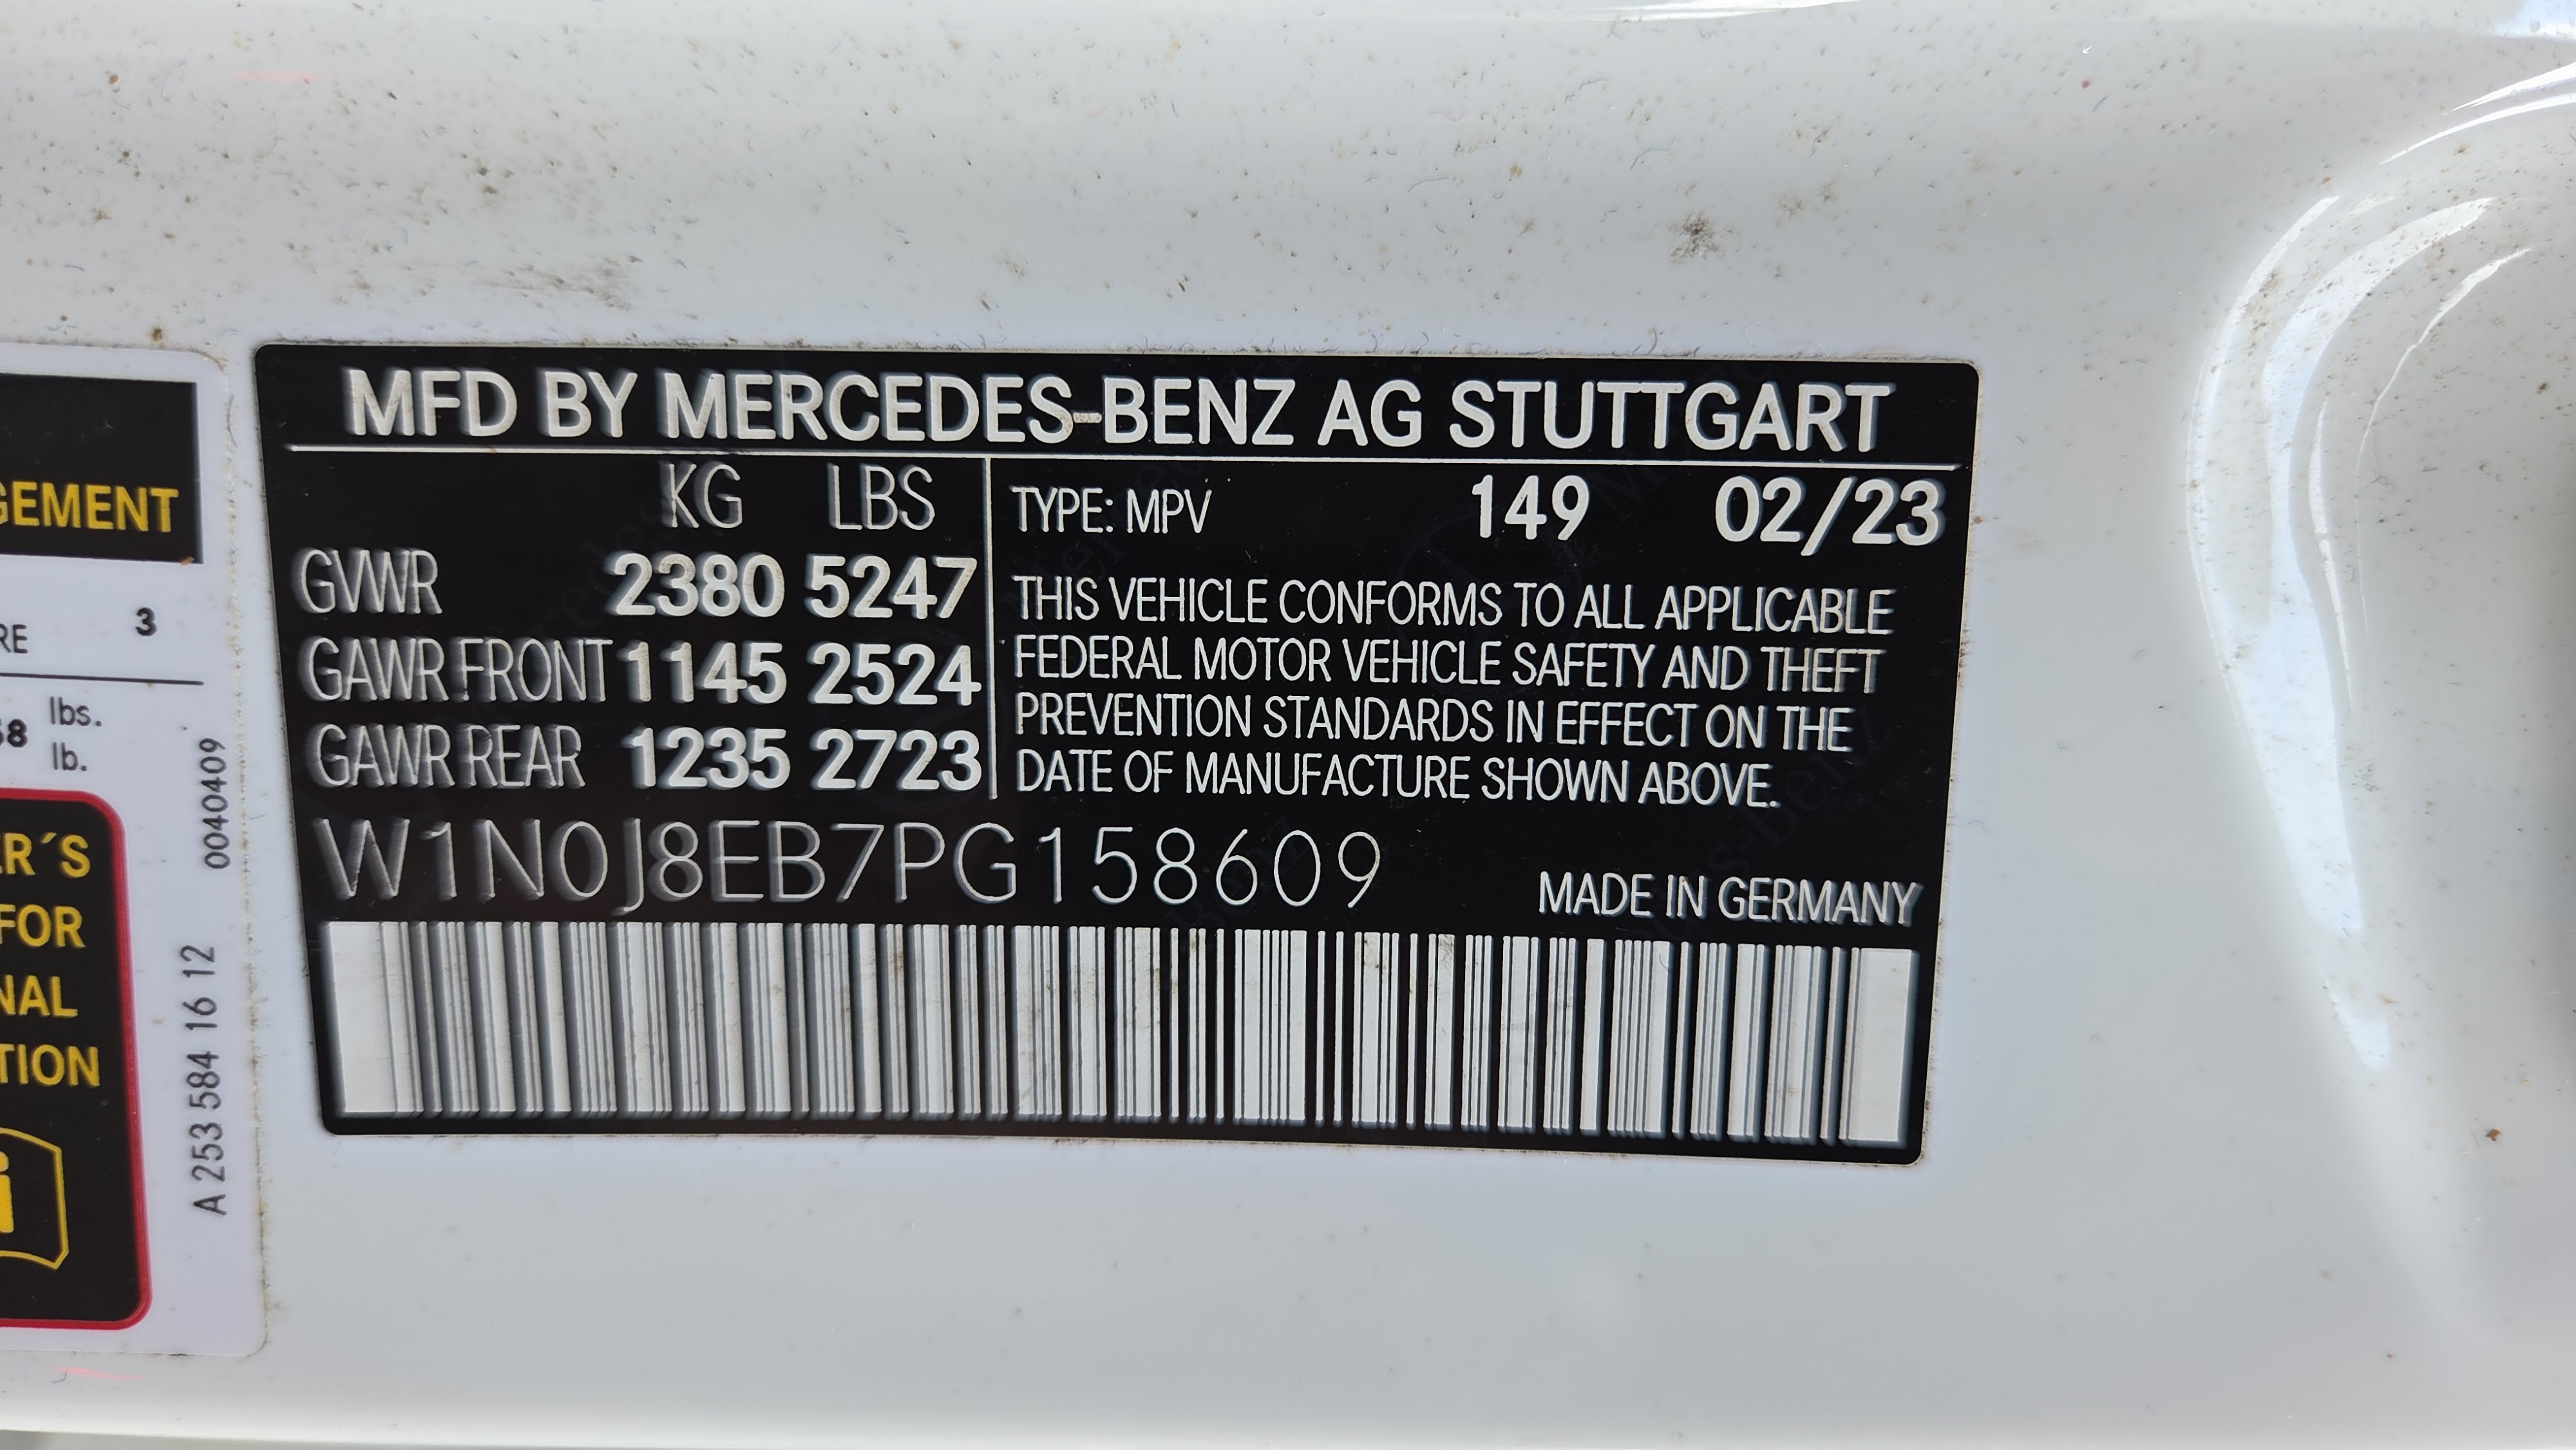 MFD BY MERCEDES-BENZ AG STUTTGART
KG LBS
GVWR 2380 5247
GAWR FRONT 1145 2524
GAWR REAR 1235 2723
TYPE: MPV 149 02/23
THIS VEHICLE CONFORMS TO ALL APPLICABLE
FEDERAL MOTOR VEHICLE SAFETY AND THEFT
PREVENTION STANDARDS IN EFFECT ON THE
DATE OF MANUFACTURE SHOWN ABOVE.
W1N0J8EB7PG158609
MADE IN GERMANY
GEMENT
RE 3
lbs.
8 lb.
R´S
FOR
NAL
TION
i
A 253 584 16 12 0040409